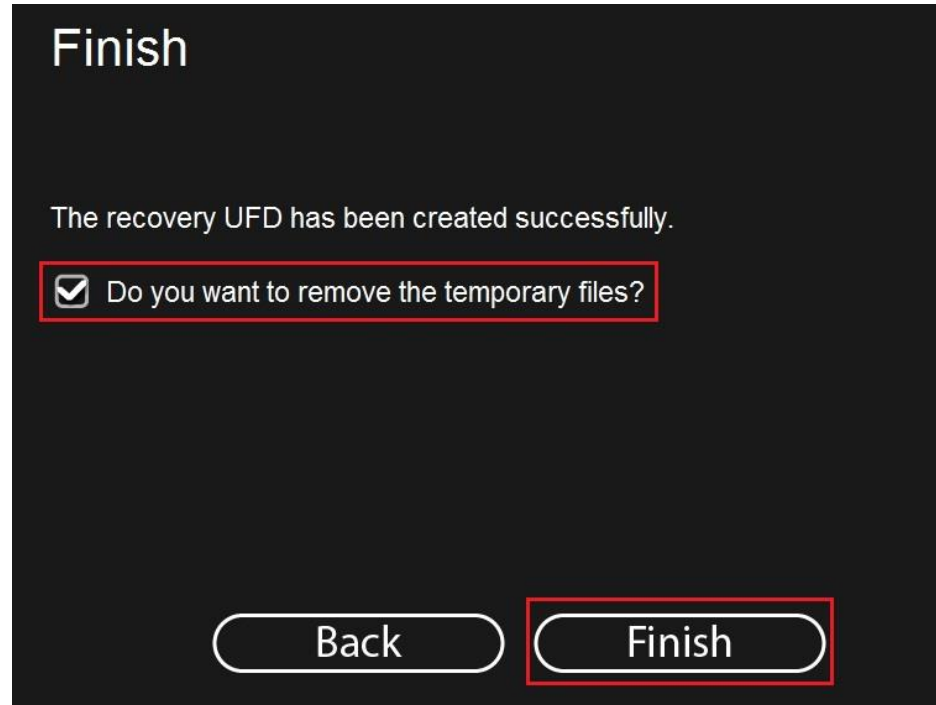 Finish
The recovery UFD has been created successfully.
Do you want to remove the temporary files?
Back
Finish